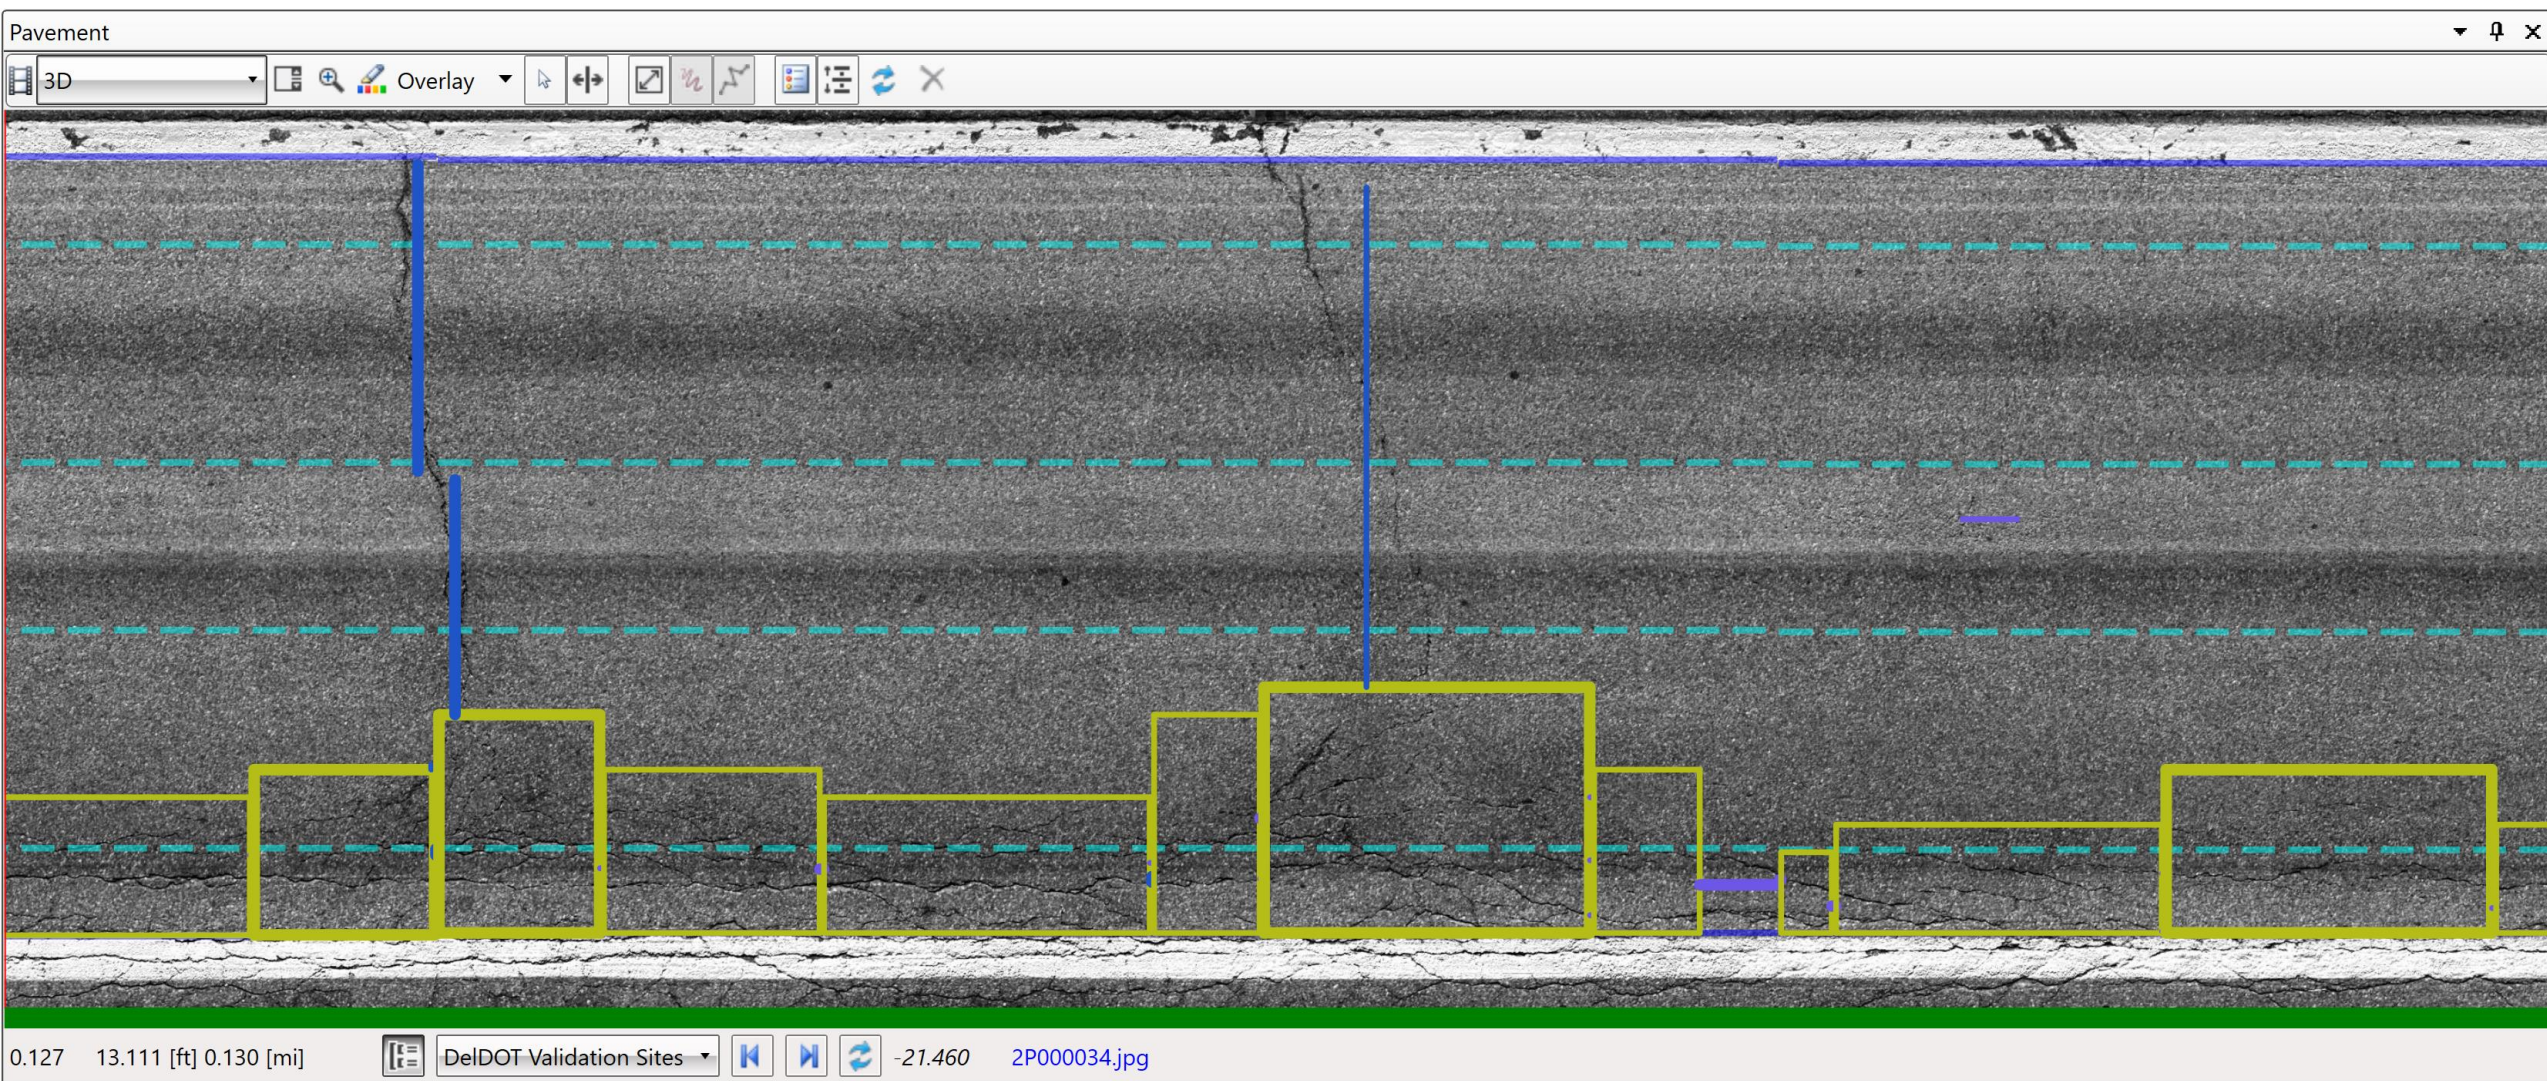 Pavement
3D Overlay
0.127 13.111 [ft] 0.130 [mi] DelDOT Validation Sites -21.460 2P000034.jpg